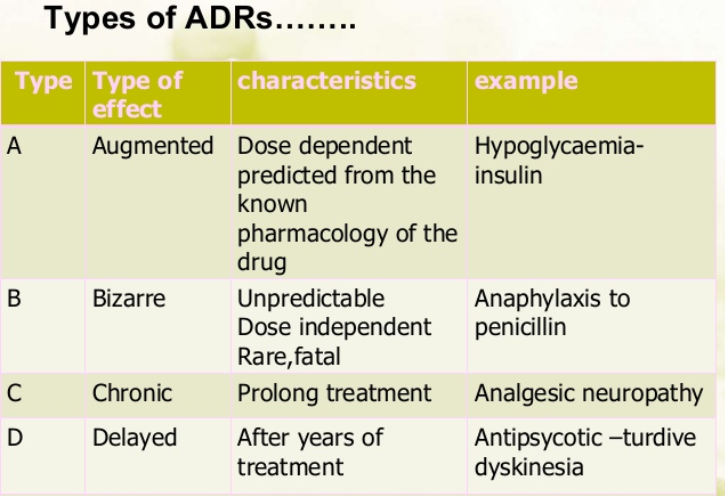 Types of ADRs........
Type
Type of
effect
characteristics
example
A
Augmented
Dose dependent
predicted from the
known
pharmacology of the
drug
Hypoglycaemia-
insulin
B
Bizarre
Unpredictable
Dose independent
Rare,fatal
Anaphylaxis to
penicillin
C
Chronic
Prolong treatment
Analgesic neuropathy
D
Delayed
After years of
treatment
Antipsycotic –turdive
dyskinesia